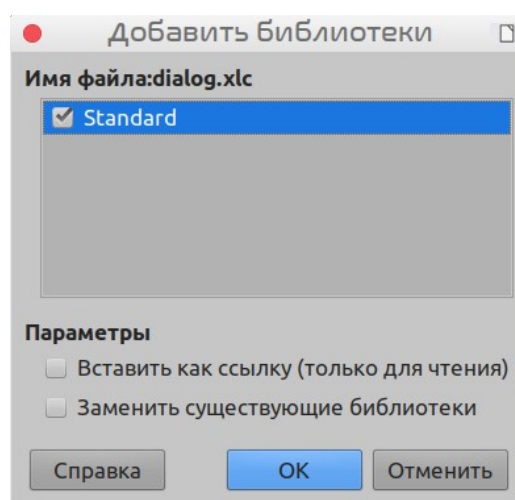 Добавить библиотеки
Имя файла:dialog.xlc
Standard
Параметры
Вставить как ссылку (только для чтения)
Заменить существующие библиотеки
Справка OK Отменить